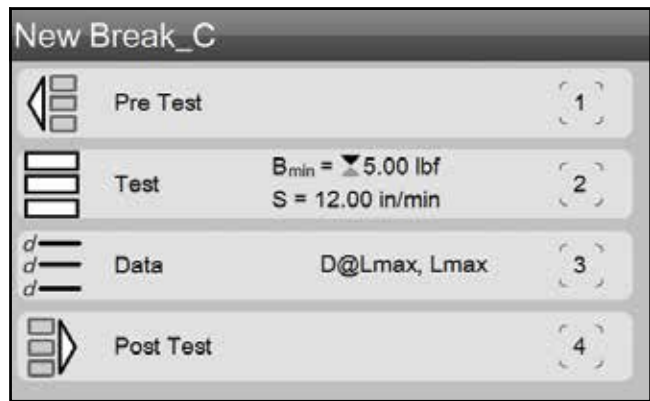 New Break_C
Pre Test 1
Bmin = 5.00 lbf
Test 2
S = 12.00 in/min
d
d Data D@Lmax, Lmax 3
d
Post Test 4